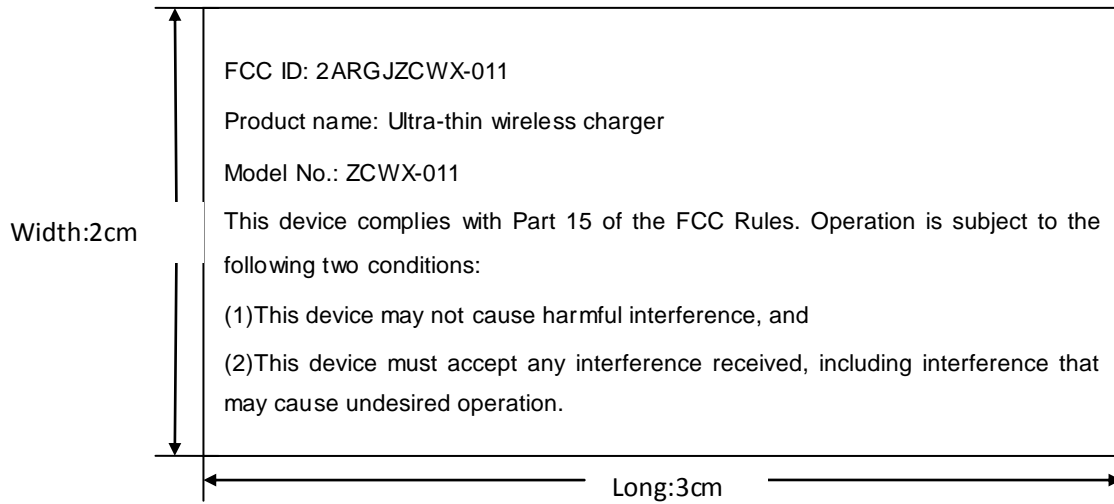 FCC ID: 2ARGJZCWX-011
Product name: Ultra-thin wireless charger
Model No.: ZCWX-011
This device complies with Part 15 of the FCC Rules. Operation is subject to the
Width:2cm
following two conditions:
(1)This device may not cause harmful interference, and
(2)This device must accept any interference received, including interference that
may cause undesired operation.
Long:3cm